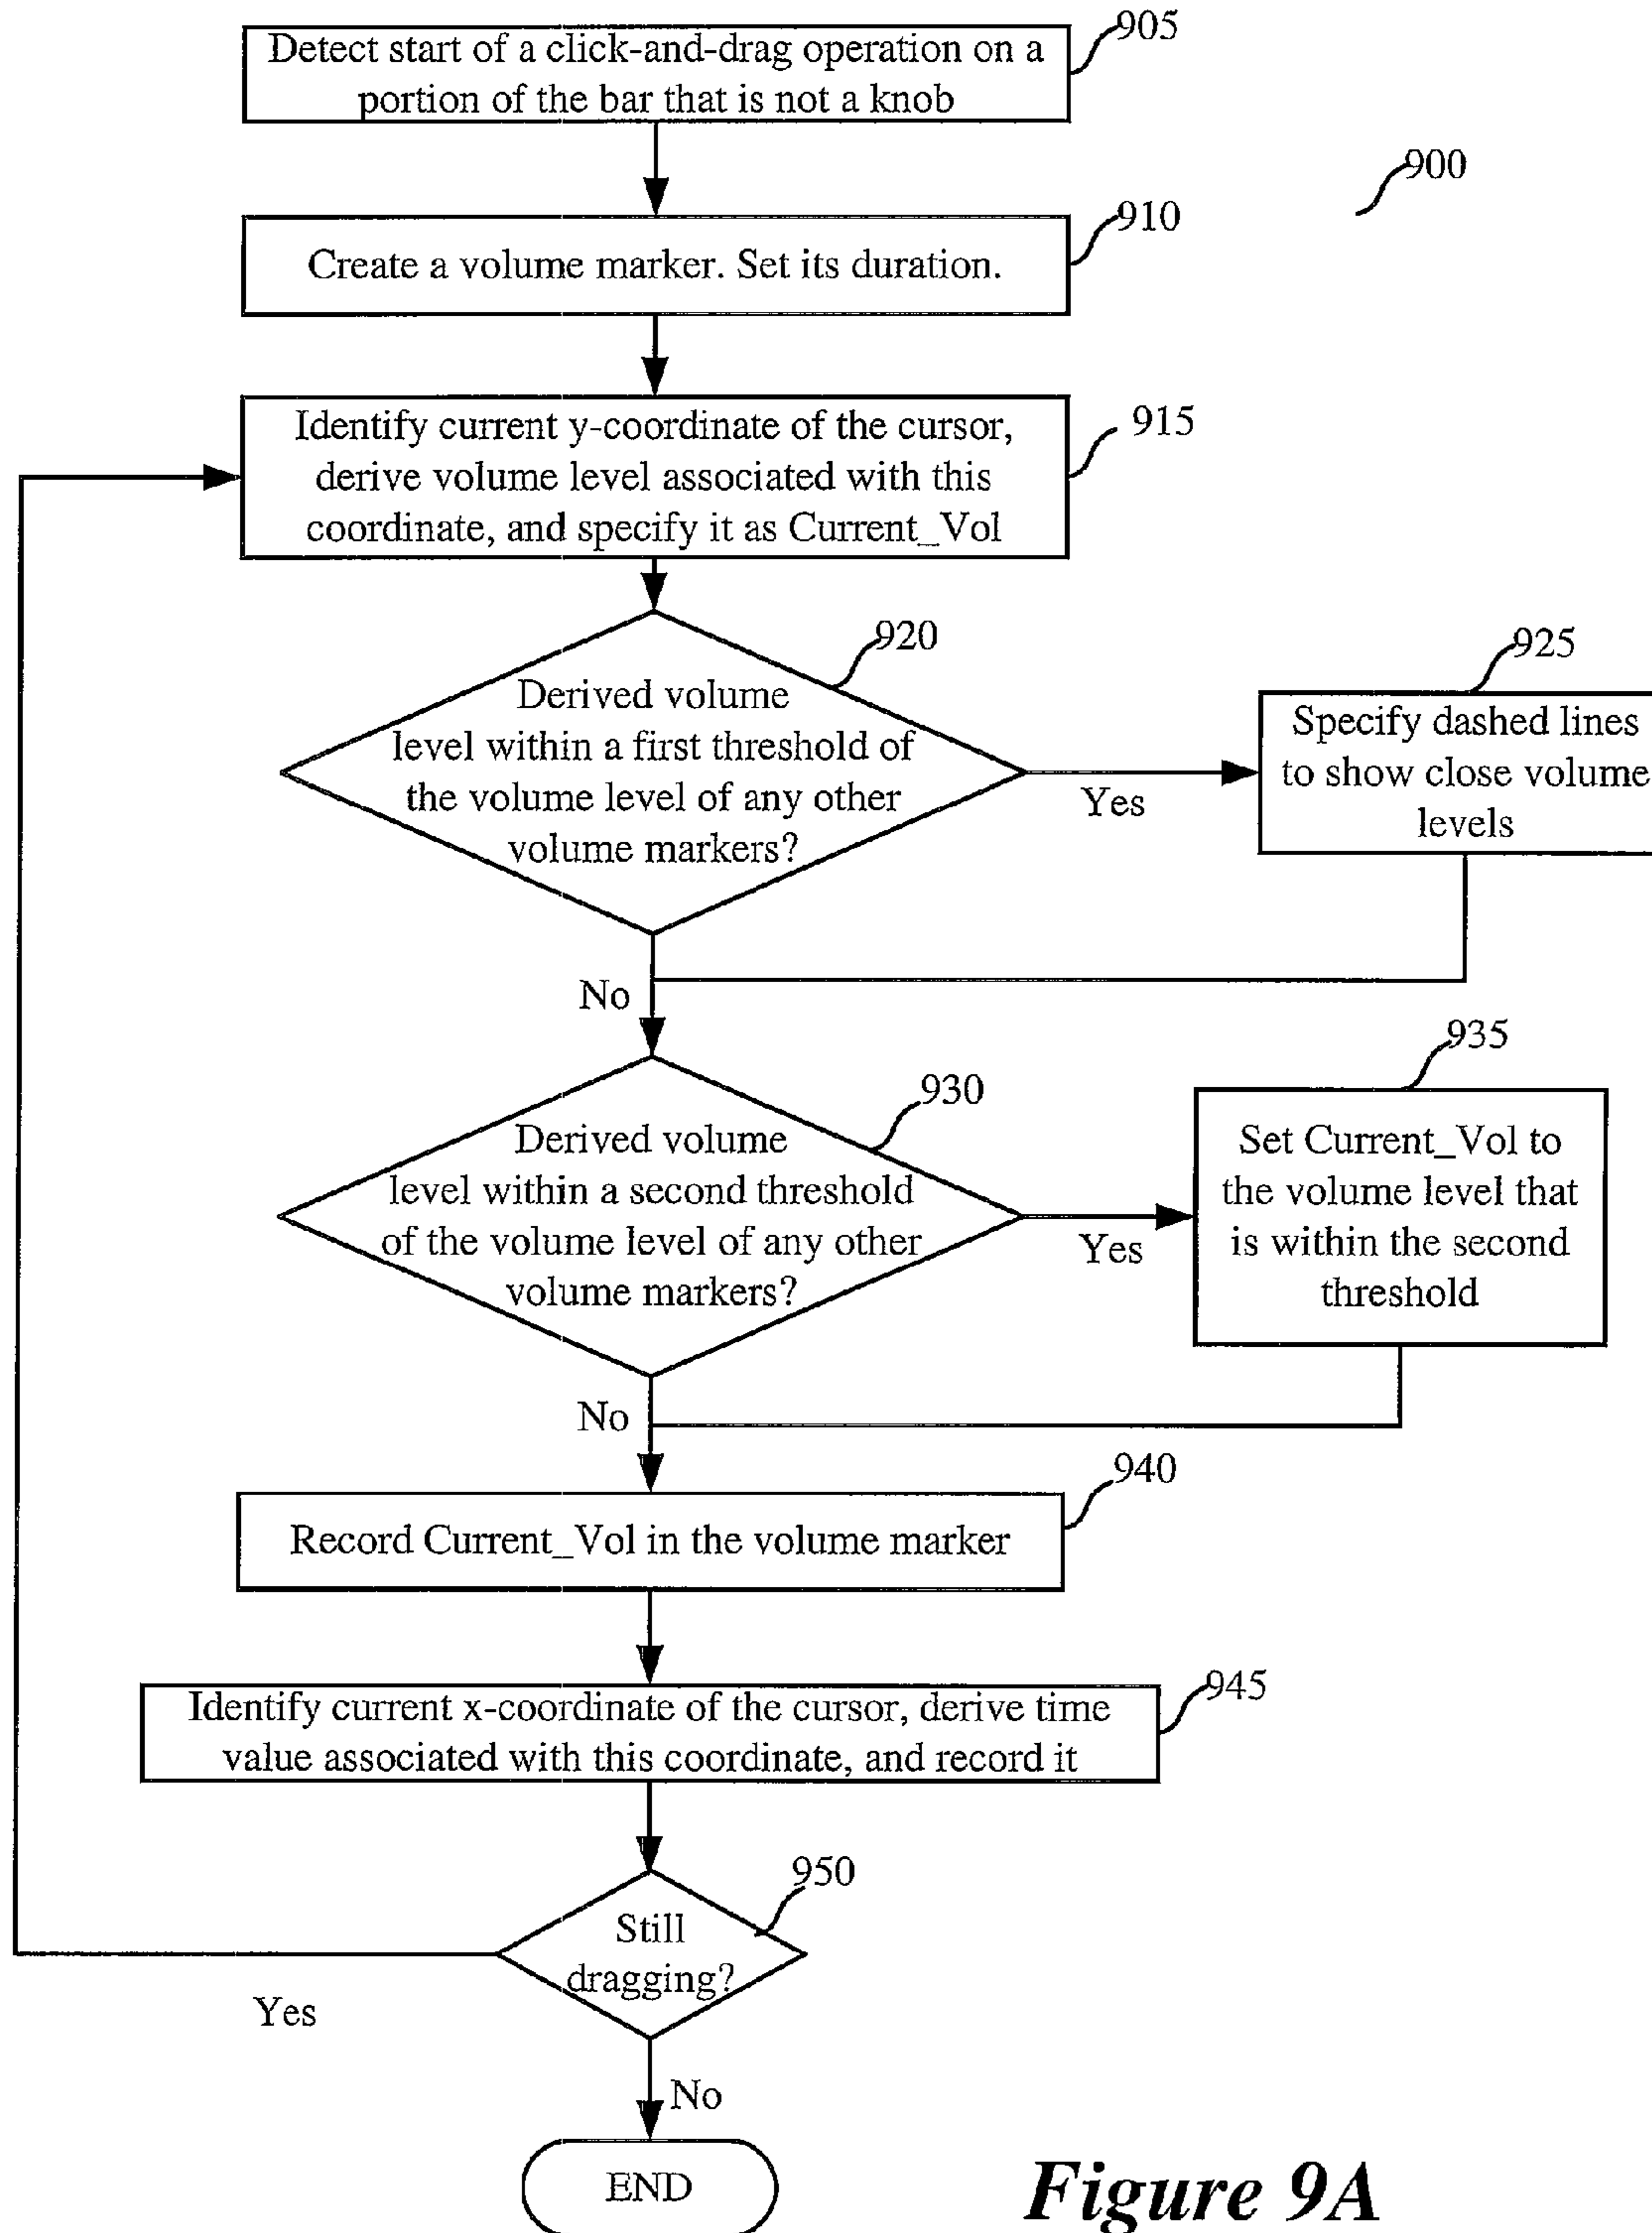 905
Detect start of a click-and-drag operation on a
portion of the bar that is not a knob
900
910
Create a volume marker. Set its duration.
915
Identify current y-coordinate of the cursor,
derive volume level associated with this
coordinate, and specify it as Current_Vol
920
Derived volume
level within a first threshold of
the volume level of any other
volume markers?
Yes
925
Specify dashed lines
to show close volume
levels
No
930
Derived volume
level within a second threshold
of the volume level of any other
volume markers?
Yes
935
Set Current_Vol to
the volume level that
is within the second
threshold
No
940
Record Current_Vol in the volume marker
945
Identify current x-coordinate of the cursor, derive time
value associated with this coordinate, and record it
950
Still
dragging?
Yes
No
END
Figure 9A